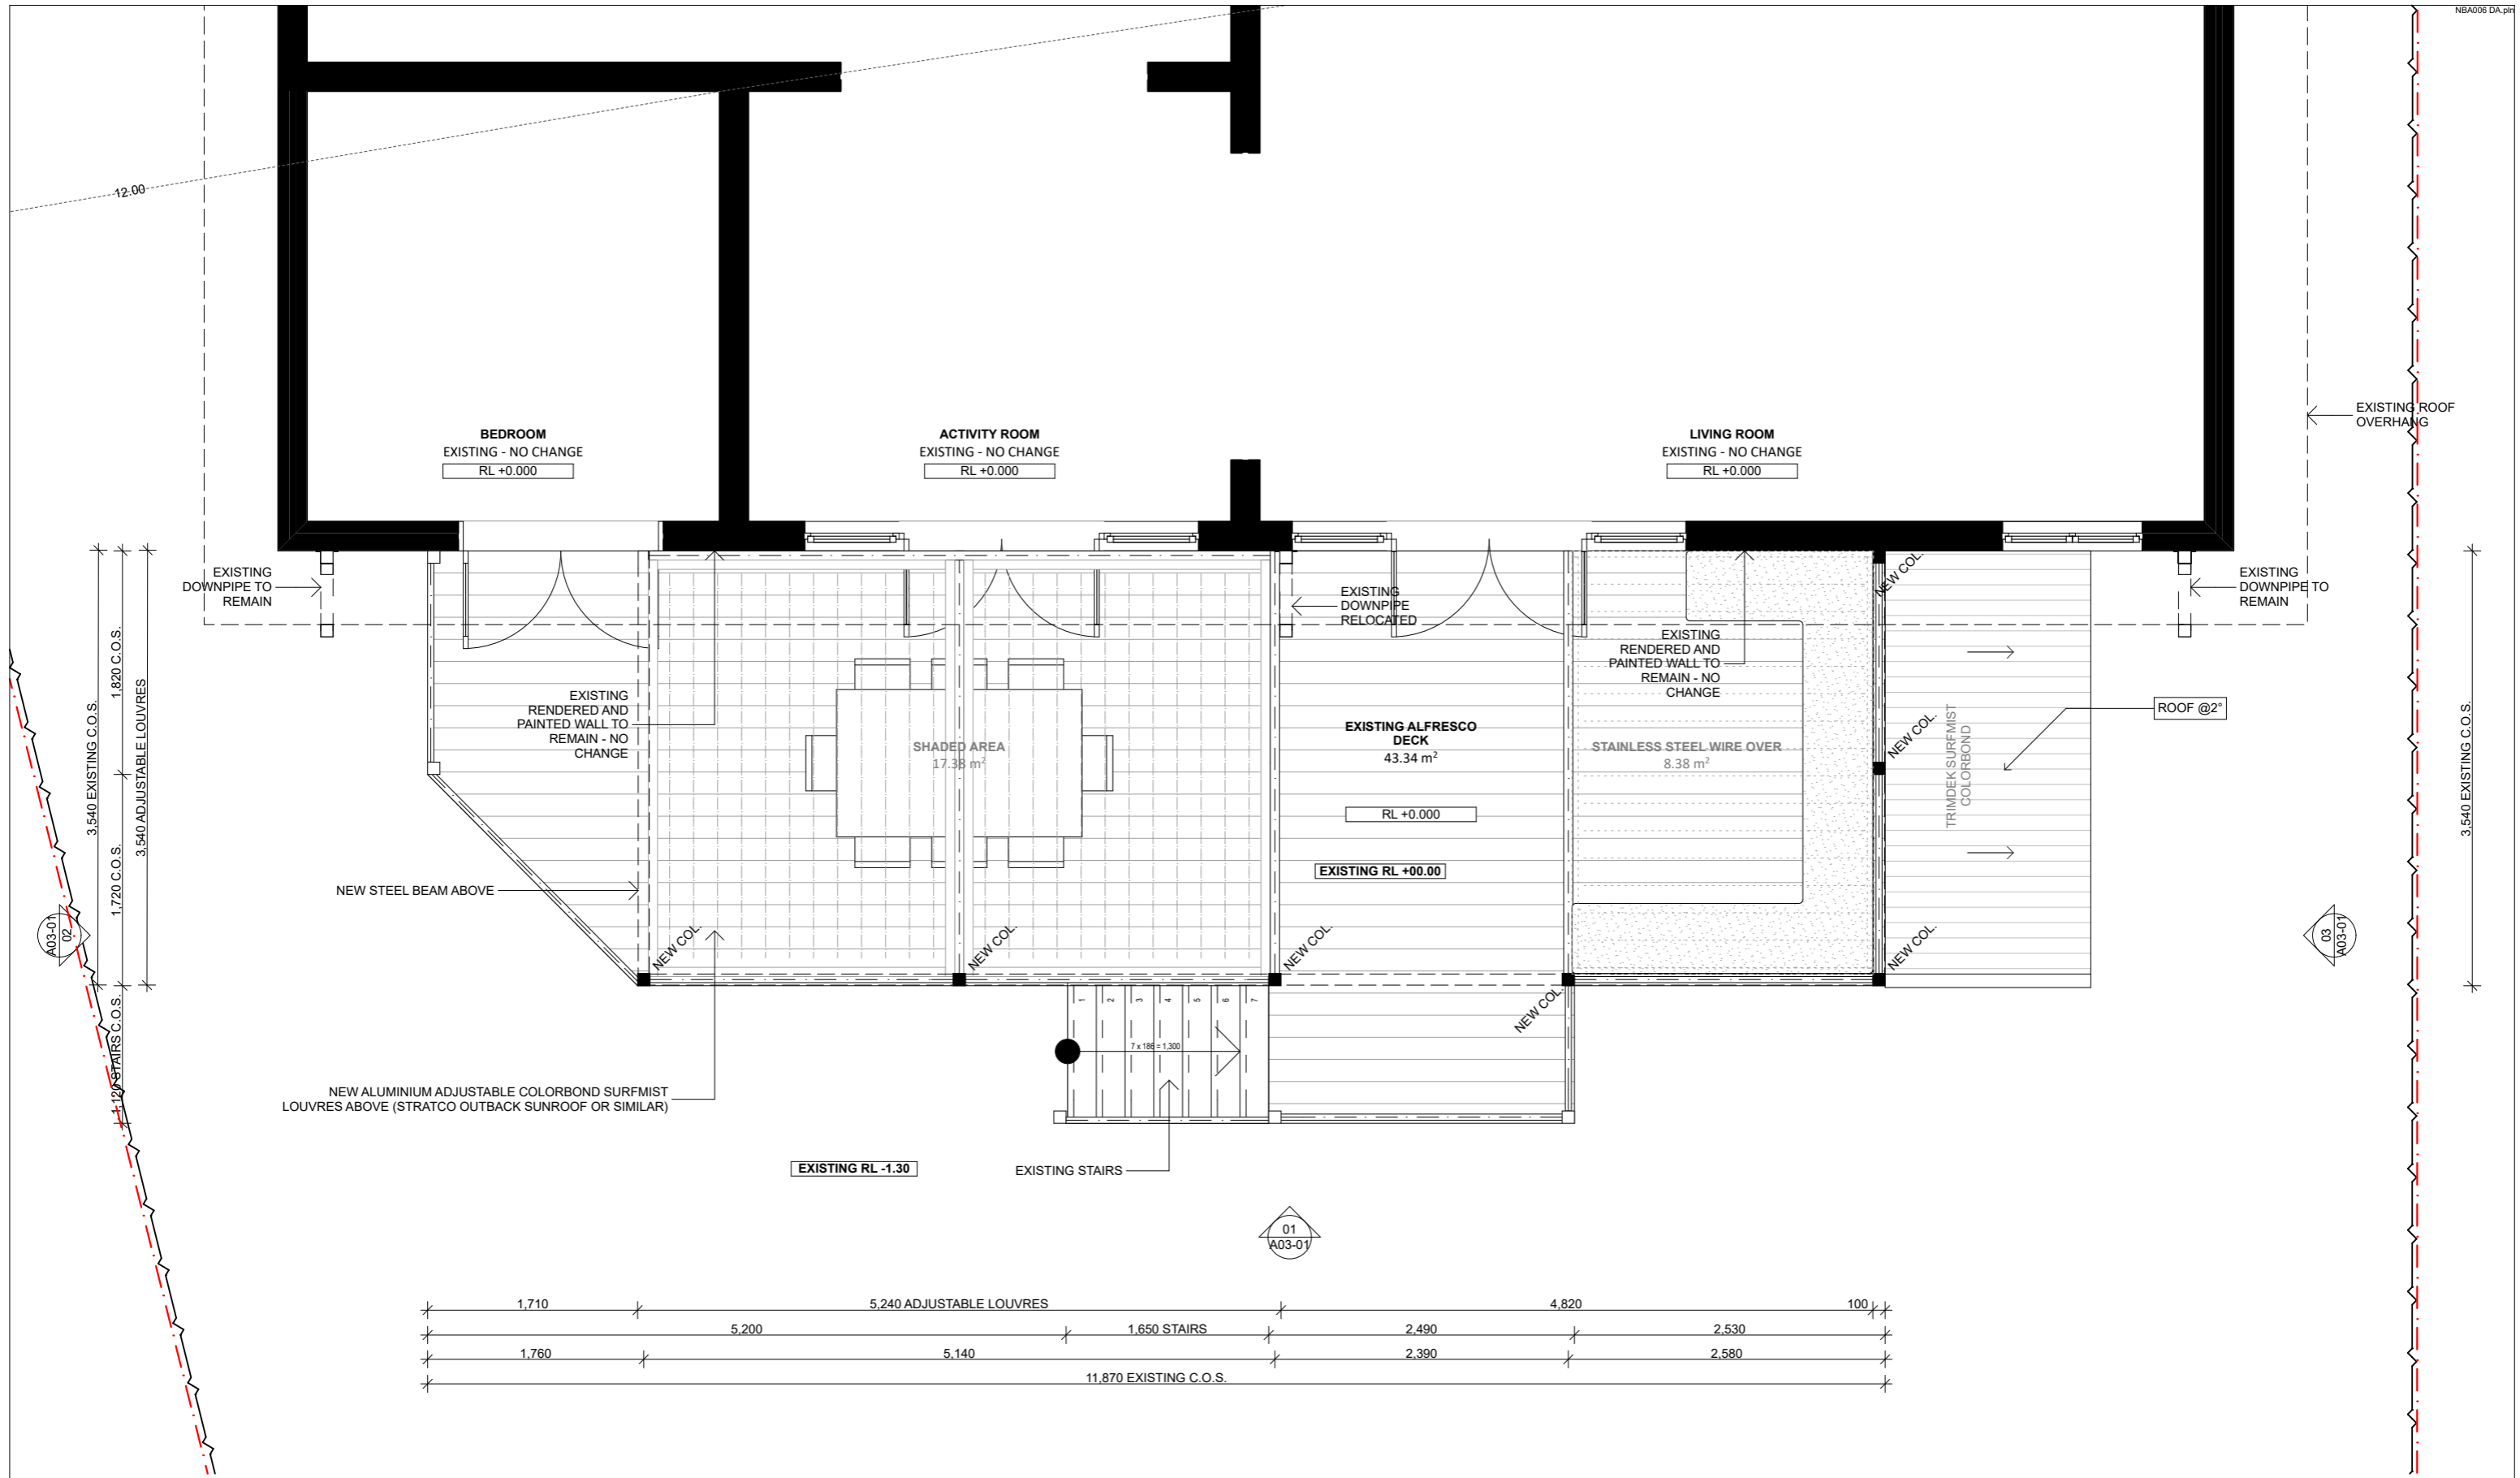 NBA006 DA.pln
12.00
BEDROOM
EXISTING - NO CHANGE
RL +0.000
ACTIVITY ROOM
EXISTING - NO CHANGE
RL +0.000
LIVING ROOM
EXISTING - NO CHANGE
RL +0.000
EXISTING ROOF
OVERHANG
EXISTING
DOWNPIPE TO
REMAIN
EXISTING
DOWNPIPE
RELOCATED
EXISTING
DOWNPIPE TO
REMAIN
NEW COL.
3,540 EXISTING C.O.S.
1,820 C.O.S.
1,720 C.O.S.
3,540 ADJUSTABLE LOUVRES
1,120 STAIRS C.O.S.
EXISTING
RENDERED AND
PAINTED WALL TO
REMAIN - NO
CHANGE
EXISTING
RENDERED AND
PAINTED WALL TO
REMAIN - NO
CHANGE
SHADED AREA
17.38 m²
EXISTING ALFRESCO
DECK
43.34 m²
RL +0.000
EXISTING RL +00.00
STAINLESS STEEL WIRE OVER
8.38 m²
NEW COL.
TRIMDEK SURFMIST
COLORBOND
ROOF @2°
3,540 EXISTING C.O.S.
NEW STEEL BEAM ABOVE
02
A03-01
03
A03-01
NEW COL.
NEW COL.
NEW COL.
NEW COL.
NEW COL.
1
2
3
4
5
6
7
7 x 186 = 1,300
NEW ALUMINIUM ADJUSTABLE COLORBOND SURFMIST
LOUVRES ABOVE (STRATCO OUTBACK SUNROOF OR SIMILAR)
EXISTING RL -1.30
EXISTING STAIRS
01
A03-01
1,710
5,240 ADJUSTABLE LOUVRES
4,820
100
5,200
1,650 STAIRS
2,490
2,530
1,760
5,140
2,390
2,580
11,870 EXISTING C.O.S.